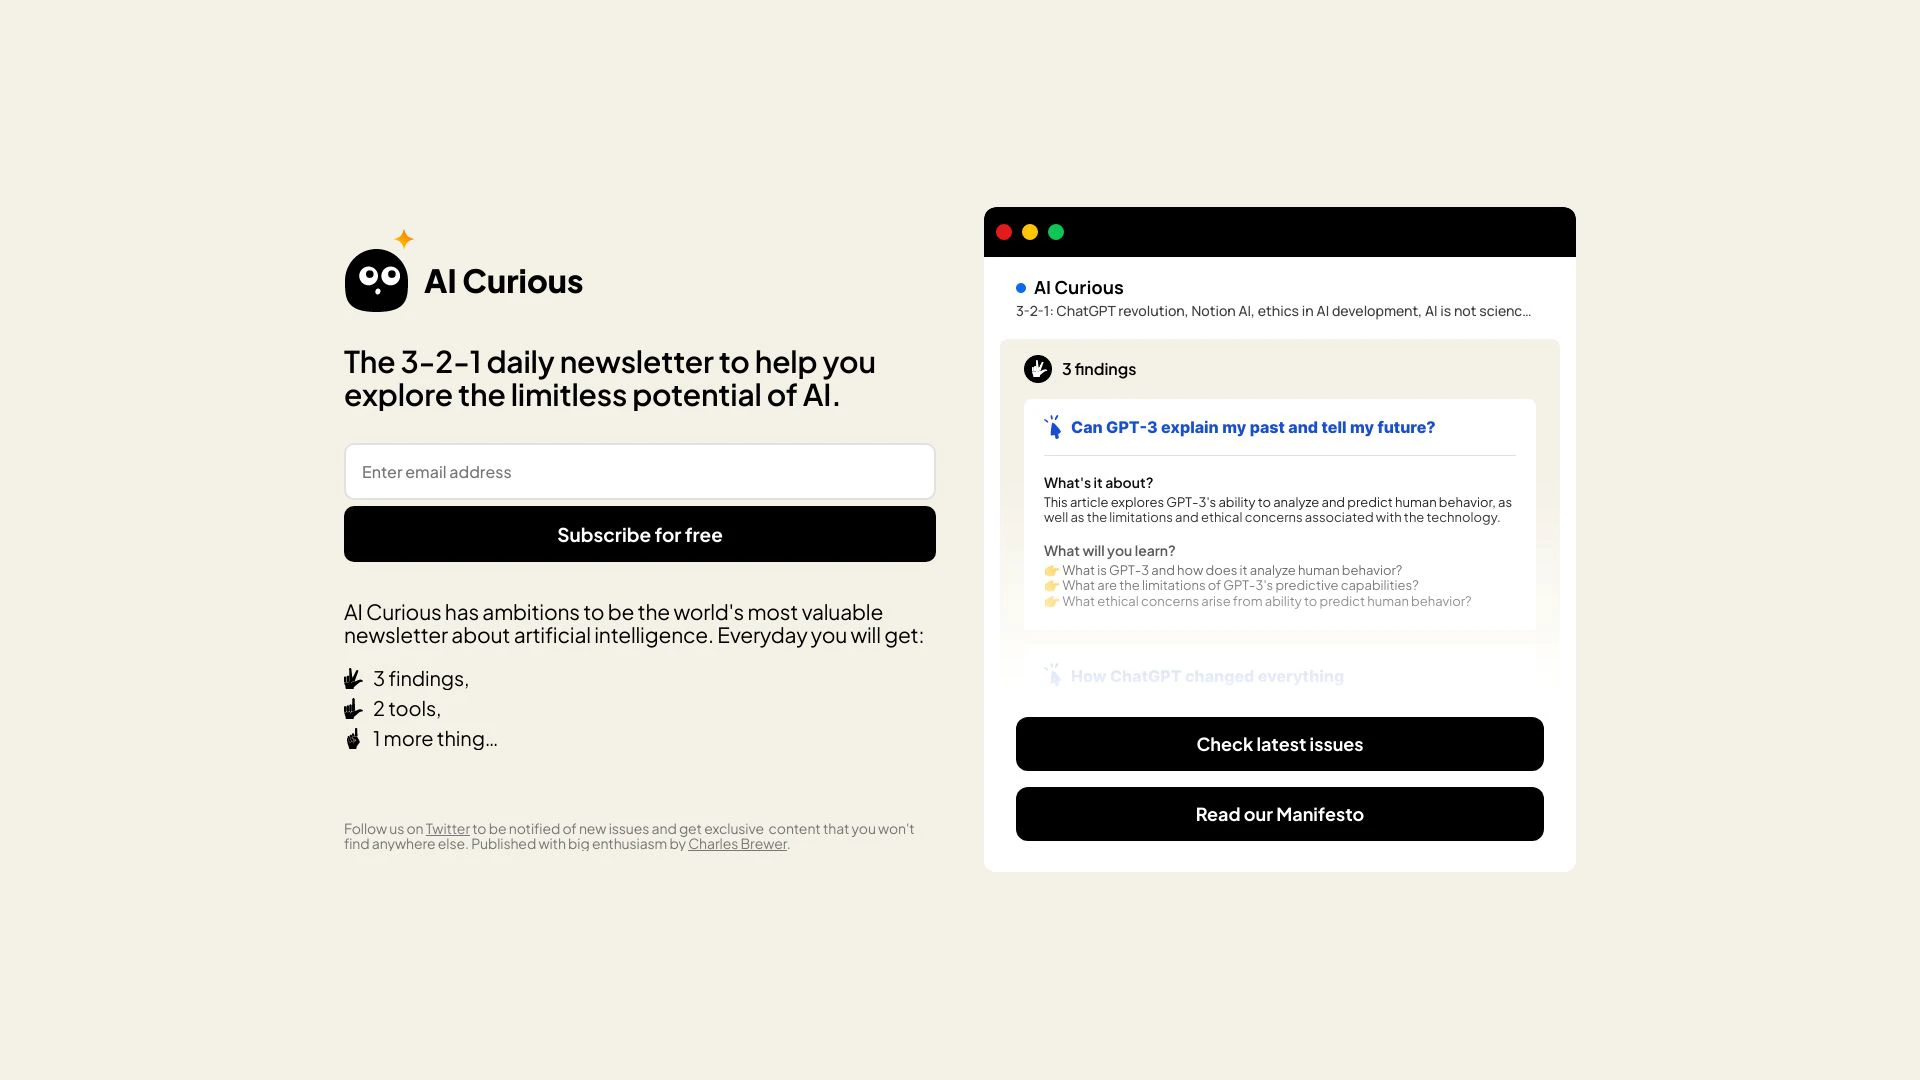 AI Curious
The 3-2-1 daily newsletter to help you
explore the limitless potential of AI.
Enter email address
Subscribe for free
AI Curious has ambitions to be the world's most valuable
newsletter about artificial intelligence. Everyday you will get:
3 findings,
2 tools,
1 more thing...
Follow us on Twitter to be notified of new issues and get exclusive content that you won't
find anywhere else. Published with big enthusiasm by Charles Brewer.
AI Curious
3-2-1: ChatGPT revolution, Notion AI, ethics in AI development, AI is not scienc...
3 findings
Can GPT-3 explain my past and tell my future?
What's it about?
This article explores GPT-3's ability to analyze and predict human behavior, as
well as the limitations and ethical concerns associated with the technology.
What will you learn?
👉 What is GPT-3 and how does it analyze human behavior?
👉 What are the limitations of GPT-3's predictive capabilities?
👉 What ethical concerns arise from ability to predict human behavior?
How ChatGPT changed everything
Check latest issues
Read our Manifesto